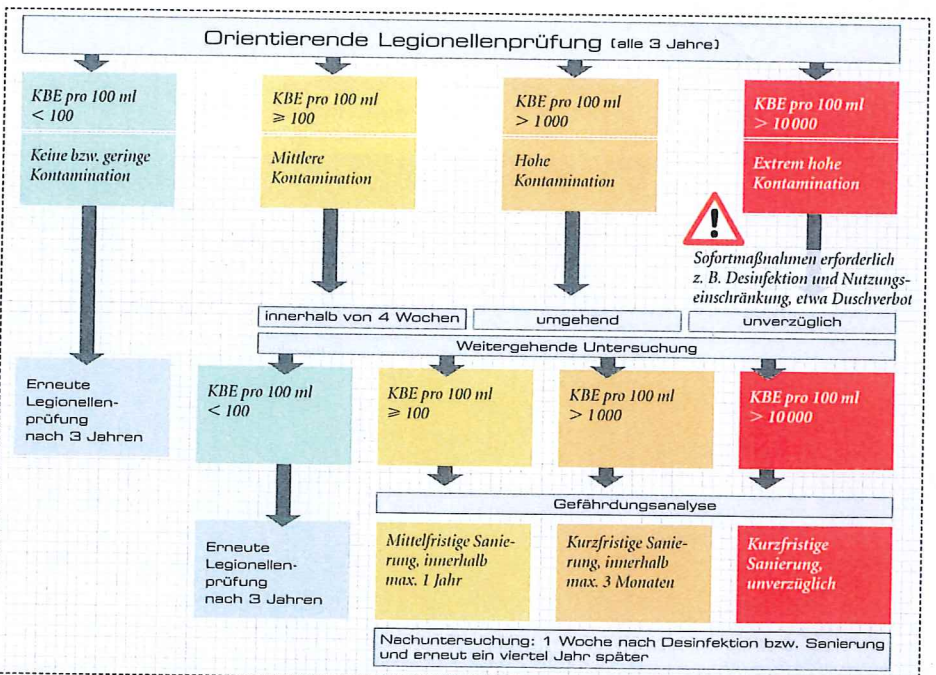 Orientierende Legionellenprüfung (alle 3 Jahre)
KBE pro 100 ml
< 100
Keine bzw. geringe
Kontamination
KBE pro 100 ml
⩾ 100
Mittlere
Kontamination
KBE pro 100 ml
> 1 000
Hohe
Kontamination
KBE pro 100 ml
> 10 000
Extrem hohe
Kontamination
Sofortmaßnahmen erforderlich
z. B. Desinfektion und Nutzungs-
einschränkung, etwa Duschverbot
innerhalb von 4 Wochen
umgehend
unverzüglich
Weitergehende Untersuchung
Erneute
Legionellen-
prüfung
nach 3 Jahren
KBE pro 100 ml
< 100
KBE pro 100 ml
⩾ 100
KBE pro 100 ml
> 1 000
KBE pro 100 ml
> 10 000
Gefährdungsanalyse
Erneute
Legionellen-
prüfung
nach 3 Jahren
Mittelfristige Sanie-
rung, innerhalb
max. 1 Jahr
Kurzfristige Sanie-
rung, innerhalb
max. 3 Monaten
Kurzfristige
Sanierung,
unverzüglich
Nachuntersuchung: 1 Woche nach Desinfektion bzw. Sanierung
und erneut ein viertel Jahr später